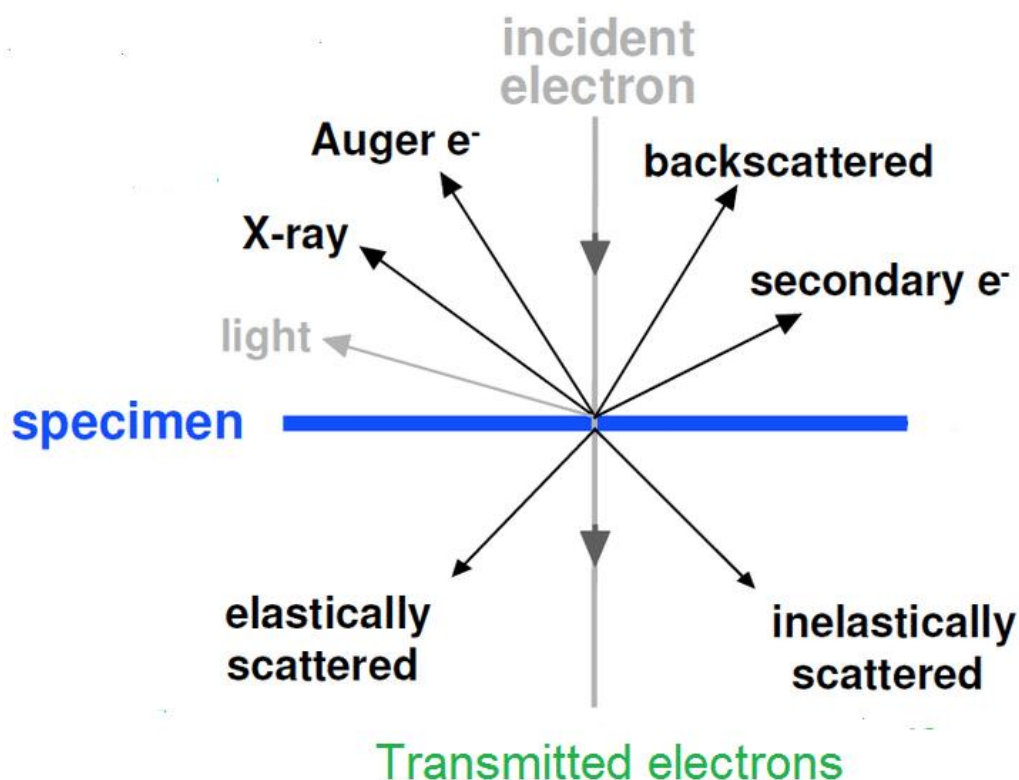 incident
electron
Auger e-
backscattered
X-ray
secondary e-
light
specimen
elastically
scattered
inelastically
scattered
Transmitted electrons